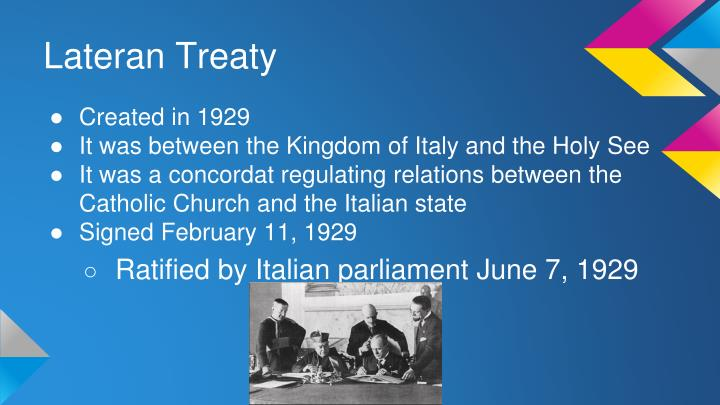 Lateran Treaty
● Created in 1929
● It was between the Kingdom of Italy and the Holy See
● It was a concordat regulating relations between the
Catholic Church and the Italian state
● Signed February 11, 1929
○ Ratified by Italian parliament June 7, 1929